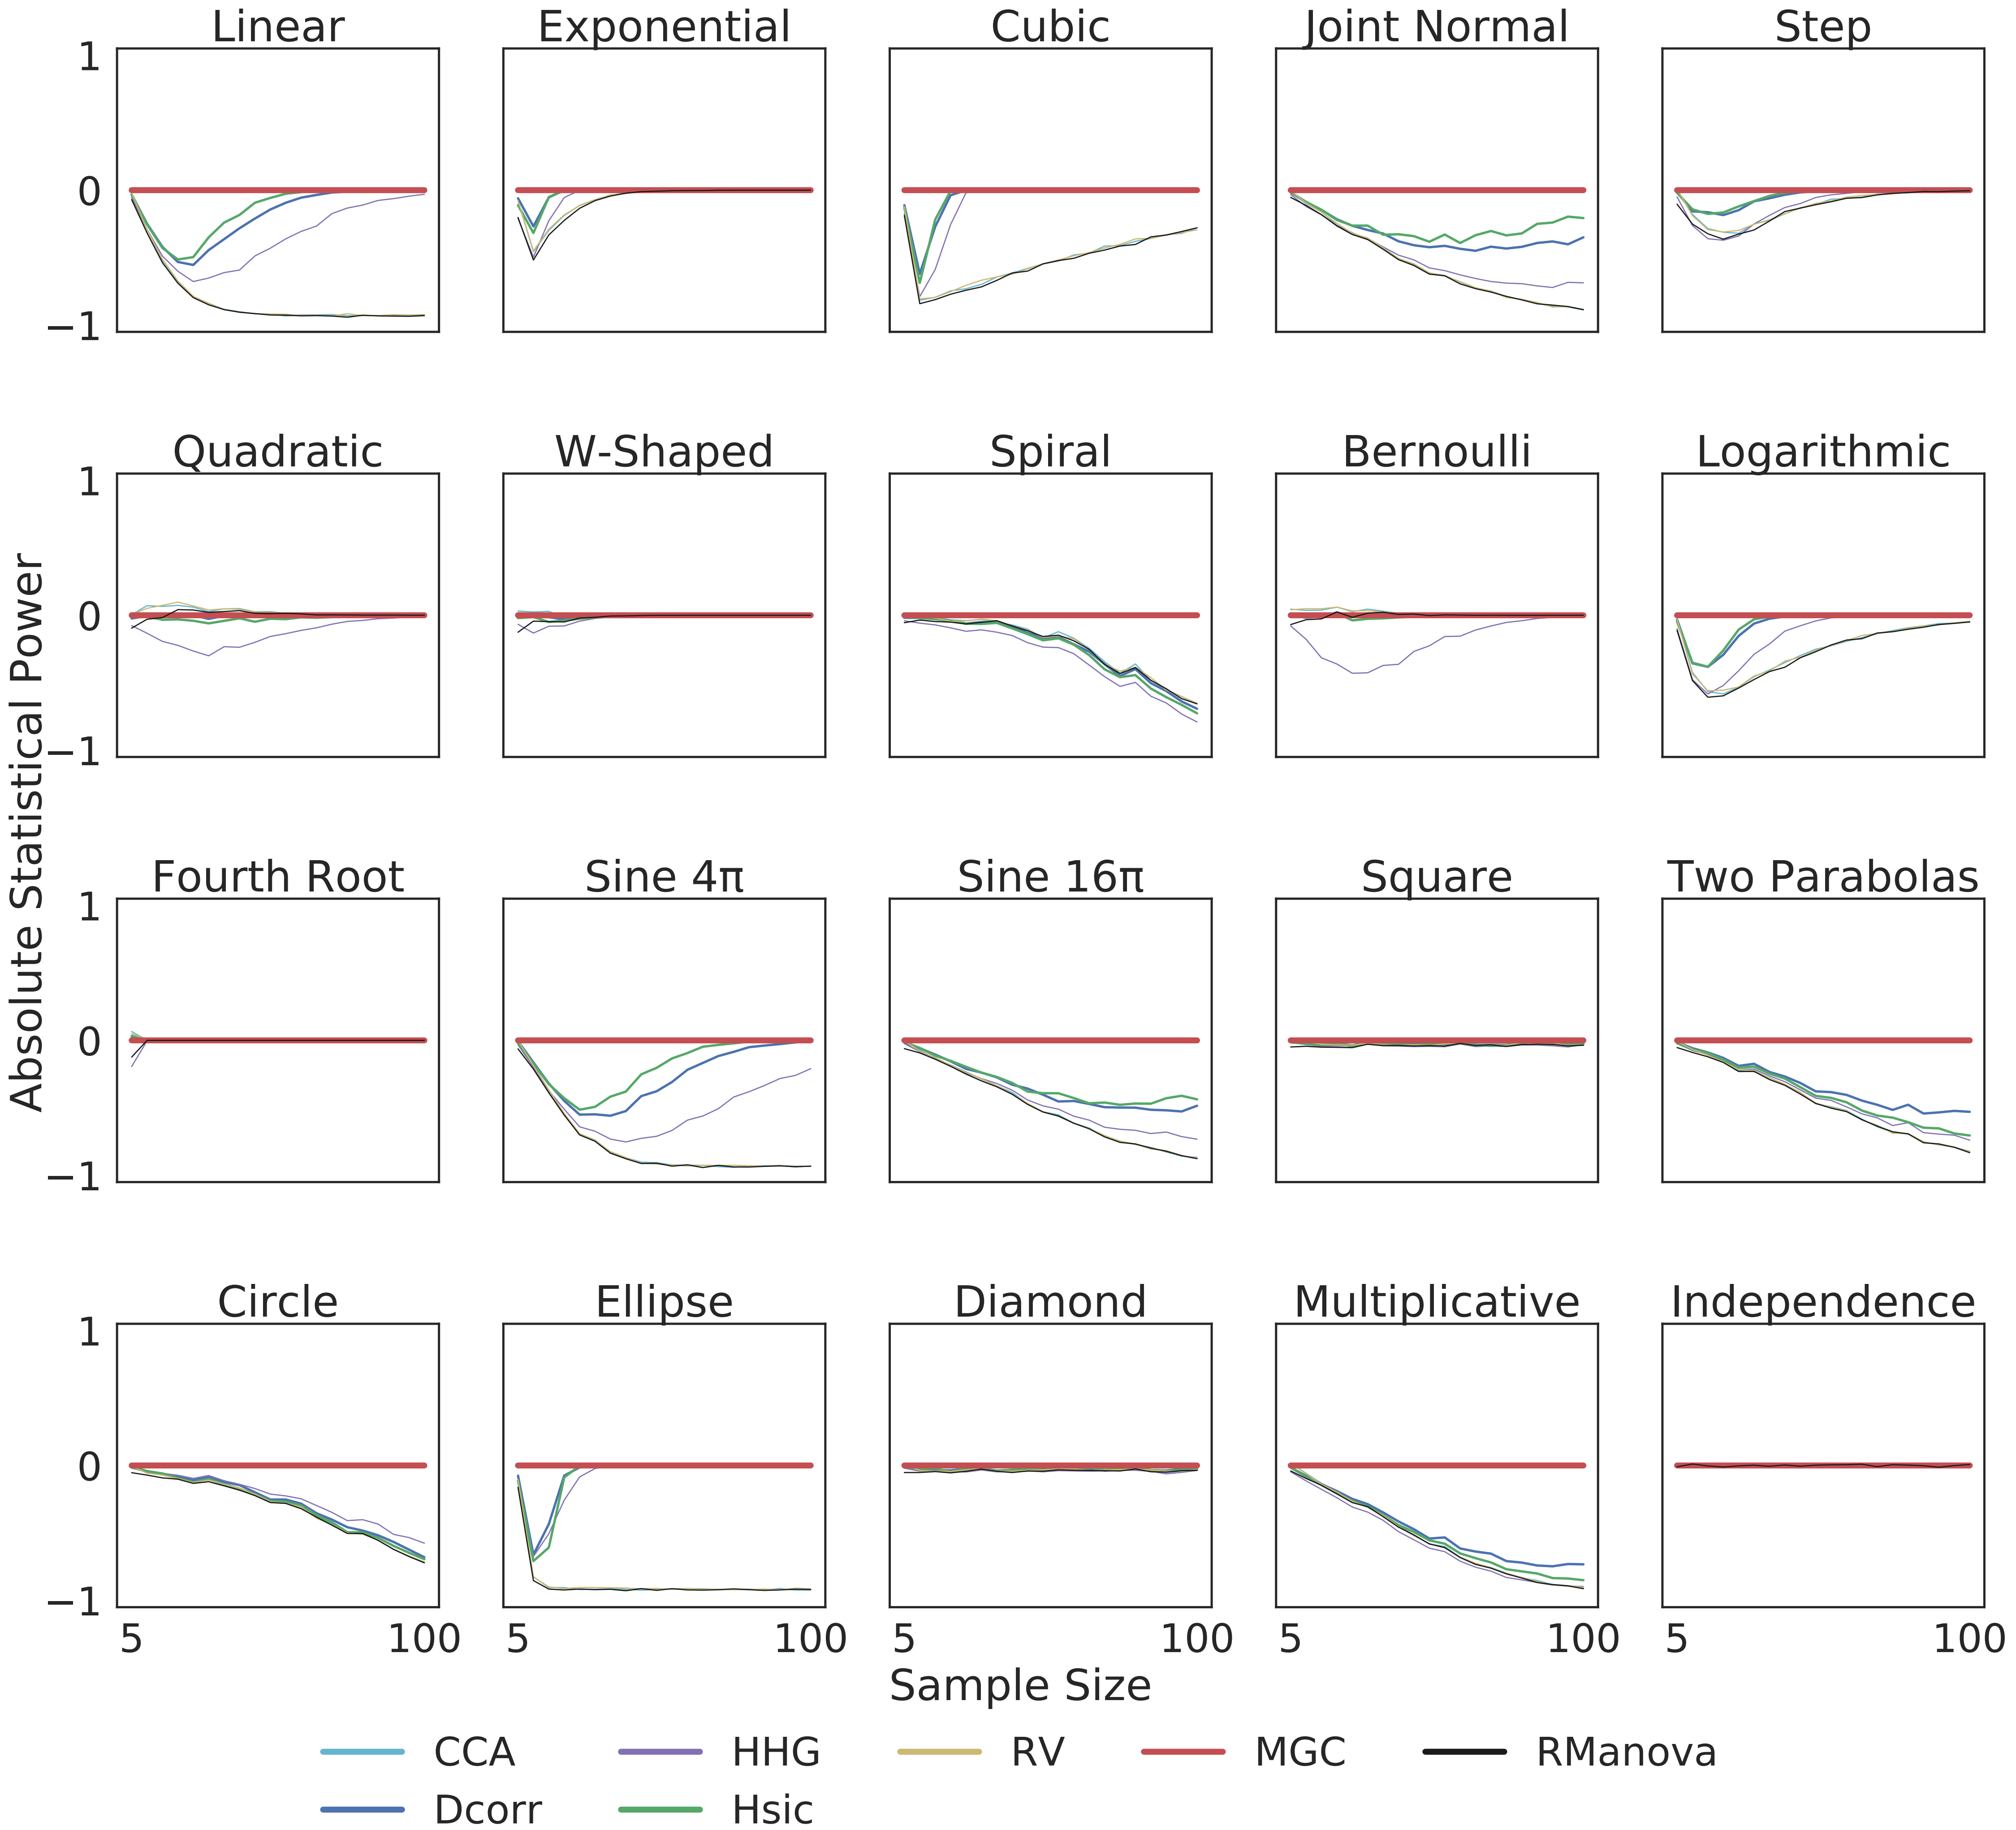 Linear Exponential Cubic Joint Normal Step
1
0
−1
Quadratic W-Shaped Spiral Bernoulli Logarithmic
1
0
−1
Absolute Statistical Power
Fourth Root Sine 4π Sine 16π Square Two Parabolas
1
0
−1
Circle Ellipse Diamond Multiplicative Independence
1
0
−1
5 100 5 100 5 100 5 100 5 100
Sample Size
CCA HHG RV MGC RManova
Dcorr Hsic